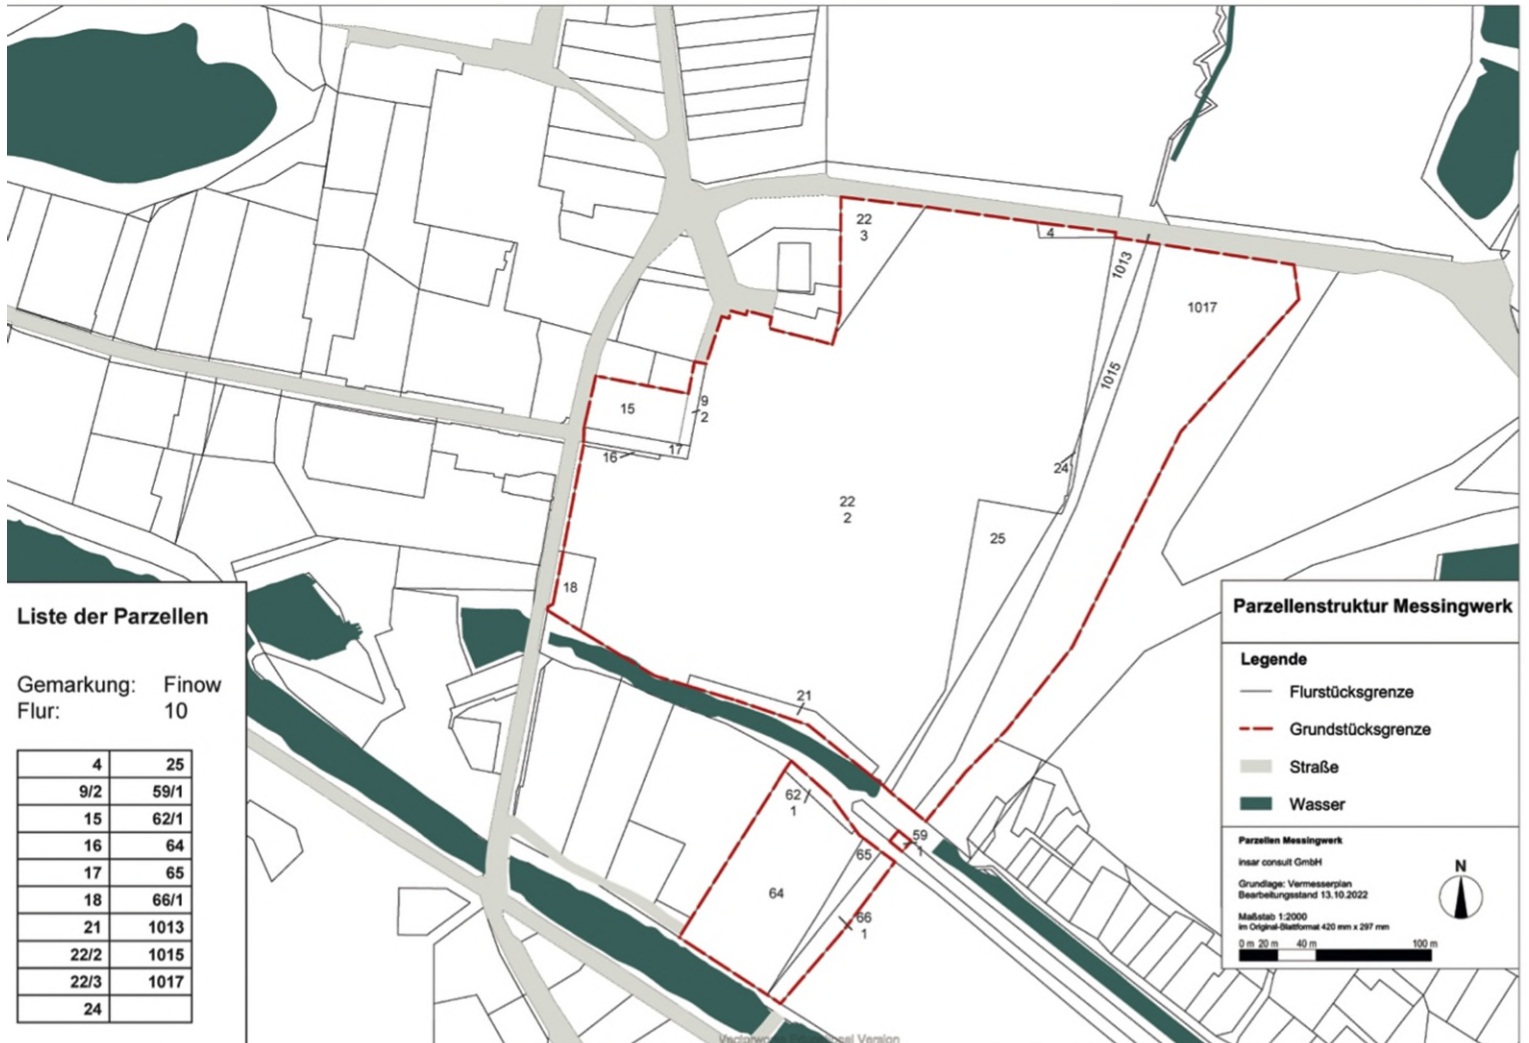 22
3
4
1013
1017
1015
15
9
2
17
16
24
22
2
25
18
21
62
1
59
1
65
64
66
1
Liste der Parzellen
Gemarkung: Finow
Flur: 10
4 25
9/2 59/1
15 62/1
16 64
17 65
18 66/1
21 1013
22/2 1015
22/3 1017
24
Parzellenstruktur Messingwerk
Legende
Flurstücksgrenze
Grundstücksgrenze
Straße
Wasser
Parzellen Messingwerk
insar consult GmbH
Grundlage: Vermesserplan
Bearbeitungsstand 13.10.2022
Maßstab 1:2000
im Original-Blattformat 420 mm x 297 mm
N
0 m 20 m 40 m 100 m
Vectorworks Educational Version